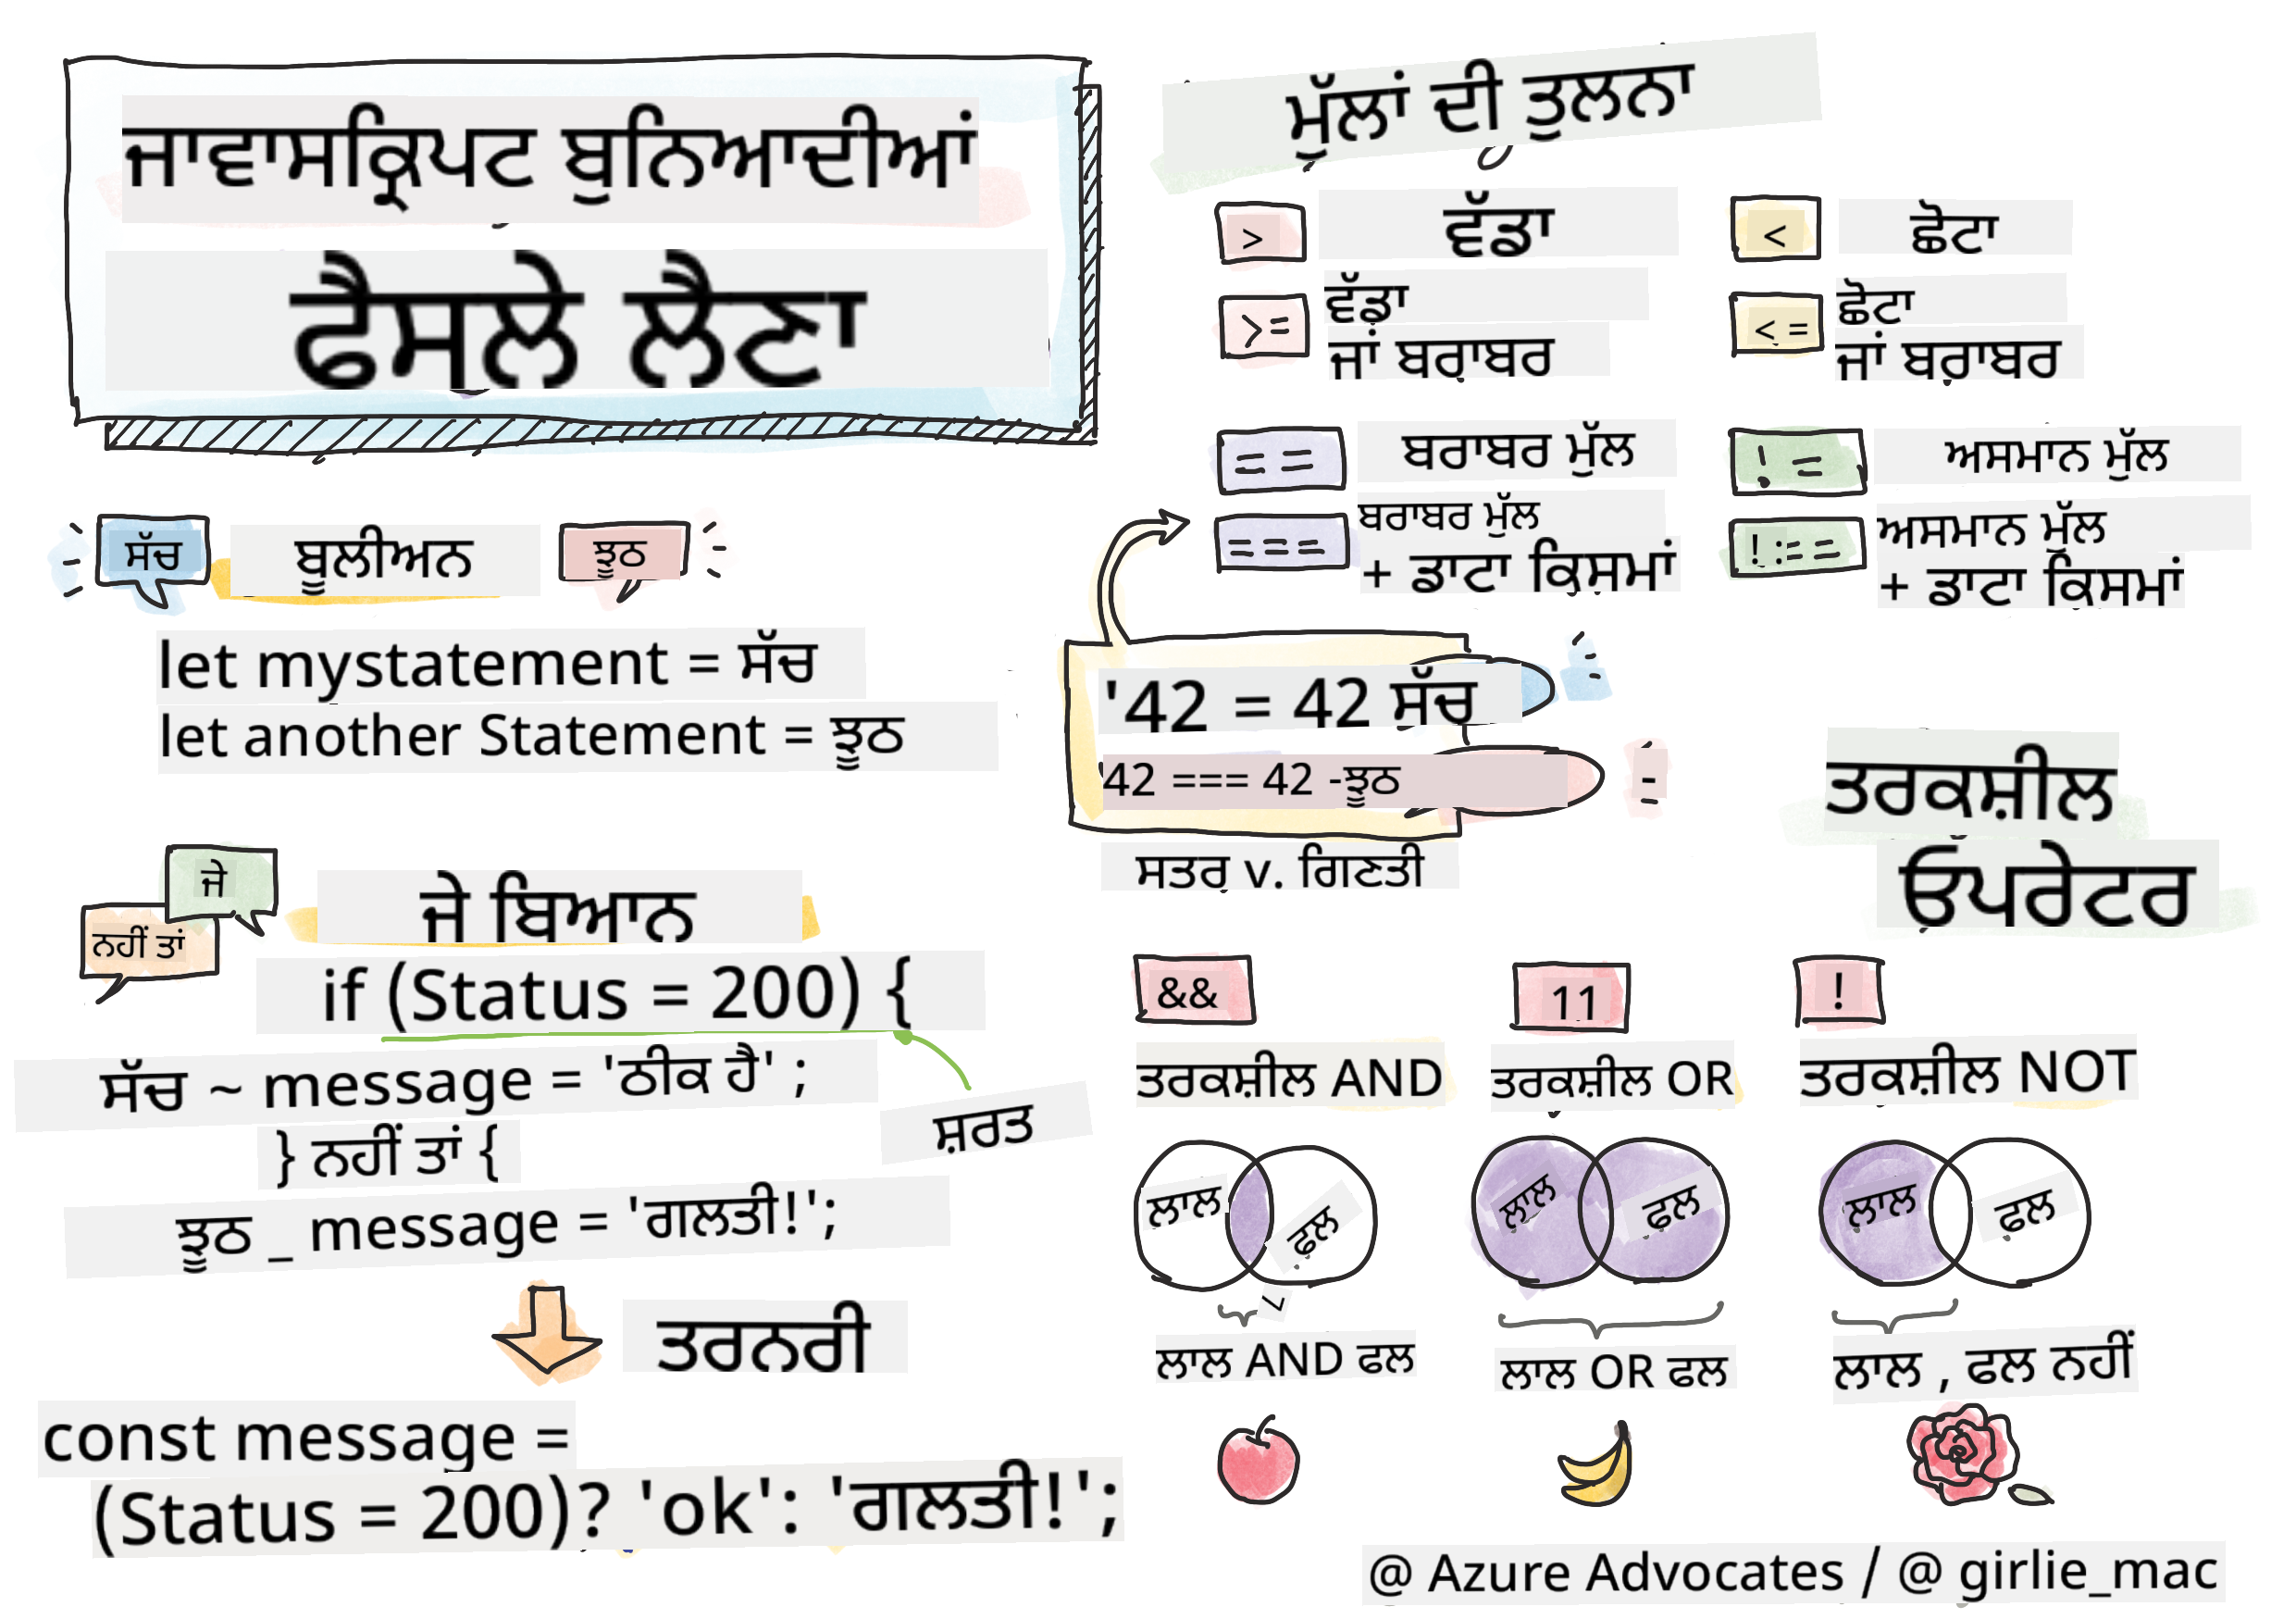 ਜਾਵਾਸਕ੍ਰਿਪਟ ਬੁਨਿਆਦੀਆਂ
ਫੈਸਲੇ ਲੈਣਾ
ਸੱਚ
ਬੂਲੀਅਨ
ਝੂਠ
let mystatement = ਸੱਚ
let another Statement = ਝੂਠ
ਜੇ
ਨਹੀਂ ਤਾਂ
ਜੇ ਬਿਆਨ
if (Status = 200) {
ਸੱਚ ~ message = 'ਠੀਕ ਹੈ' ;
ਸ਼ਰਤ
} ਨਹੀਂ ਤਾਂ {
ਝੂਠ _ message = 'ਗਲਤੀ!';
ਤਰਨਰੀ
const message =
(Status = 200)? 'ok': 'ਗਲਤੀ!';
ਮੁੱਲਾਂ ਦੀ ਤੁਲਨਾ
> ਵੱਡਾ
< ਛੋਟਾ
>= ਵੱਡਾ
ਜਾਂ ਬਰਾਬਰ
<= ਛੋਟਾ
ਜਾਂ ਬਰਾਬਰ
== ਬਰਾਬਰ ਮੁੱਲ
!= ਅਸਮਾਨ ਮੁੱਲ
=== ਬਰਾਬਰ ਮੁੱਲ
+ ਡਾਟਾ ਕਿਸਮਾਂ
! := = ਅਸਮਾਨ ਮੁੱਲ
+ ਡਾਟਾ ਕਿਸਮਾਂ
'42 = 42 ਸੱਚ
42 === 42 -ਝੂਠ
-
ਸਤਰ v. ਗਿਣਤੀ
ਤਰਕਸ਼ੀਲ
ਓਪਰੇਟਰ
&&
11
!
ਤਰਕਸ਼ੀਲ AND
ਤਰਕਸ਼ੀਲ OR
ਤਰਕਸ਼ੀਲ NOT
ਲਾਲ
ਫਲ
ਲਾਲ
ਫਲ
ਲਾਲ
ਫਲ
ਲਾਲ AND ਫਲ
ਲਾਲ OR ਫਲ
ਲਾਲ , ਫਲ ਨਹੀਂ
@ Azure Advocates / @ girlie_mac